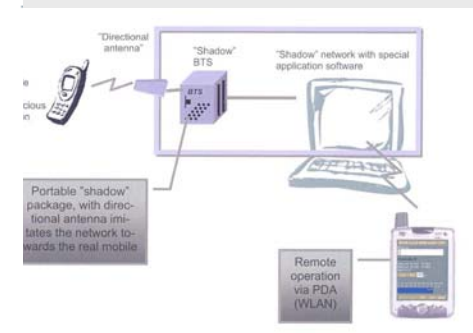 "Directional
antenna"
"Shadow"
BTS
"Shadow" network with special
application software
BTS
Portable "shadow"
package, with direc-
tional antenna imi-
tates the network to-
wards the real mobile
Remote
operation
via PDA
(WLAN)